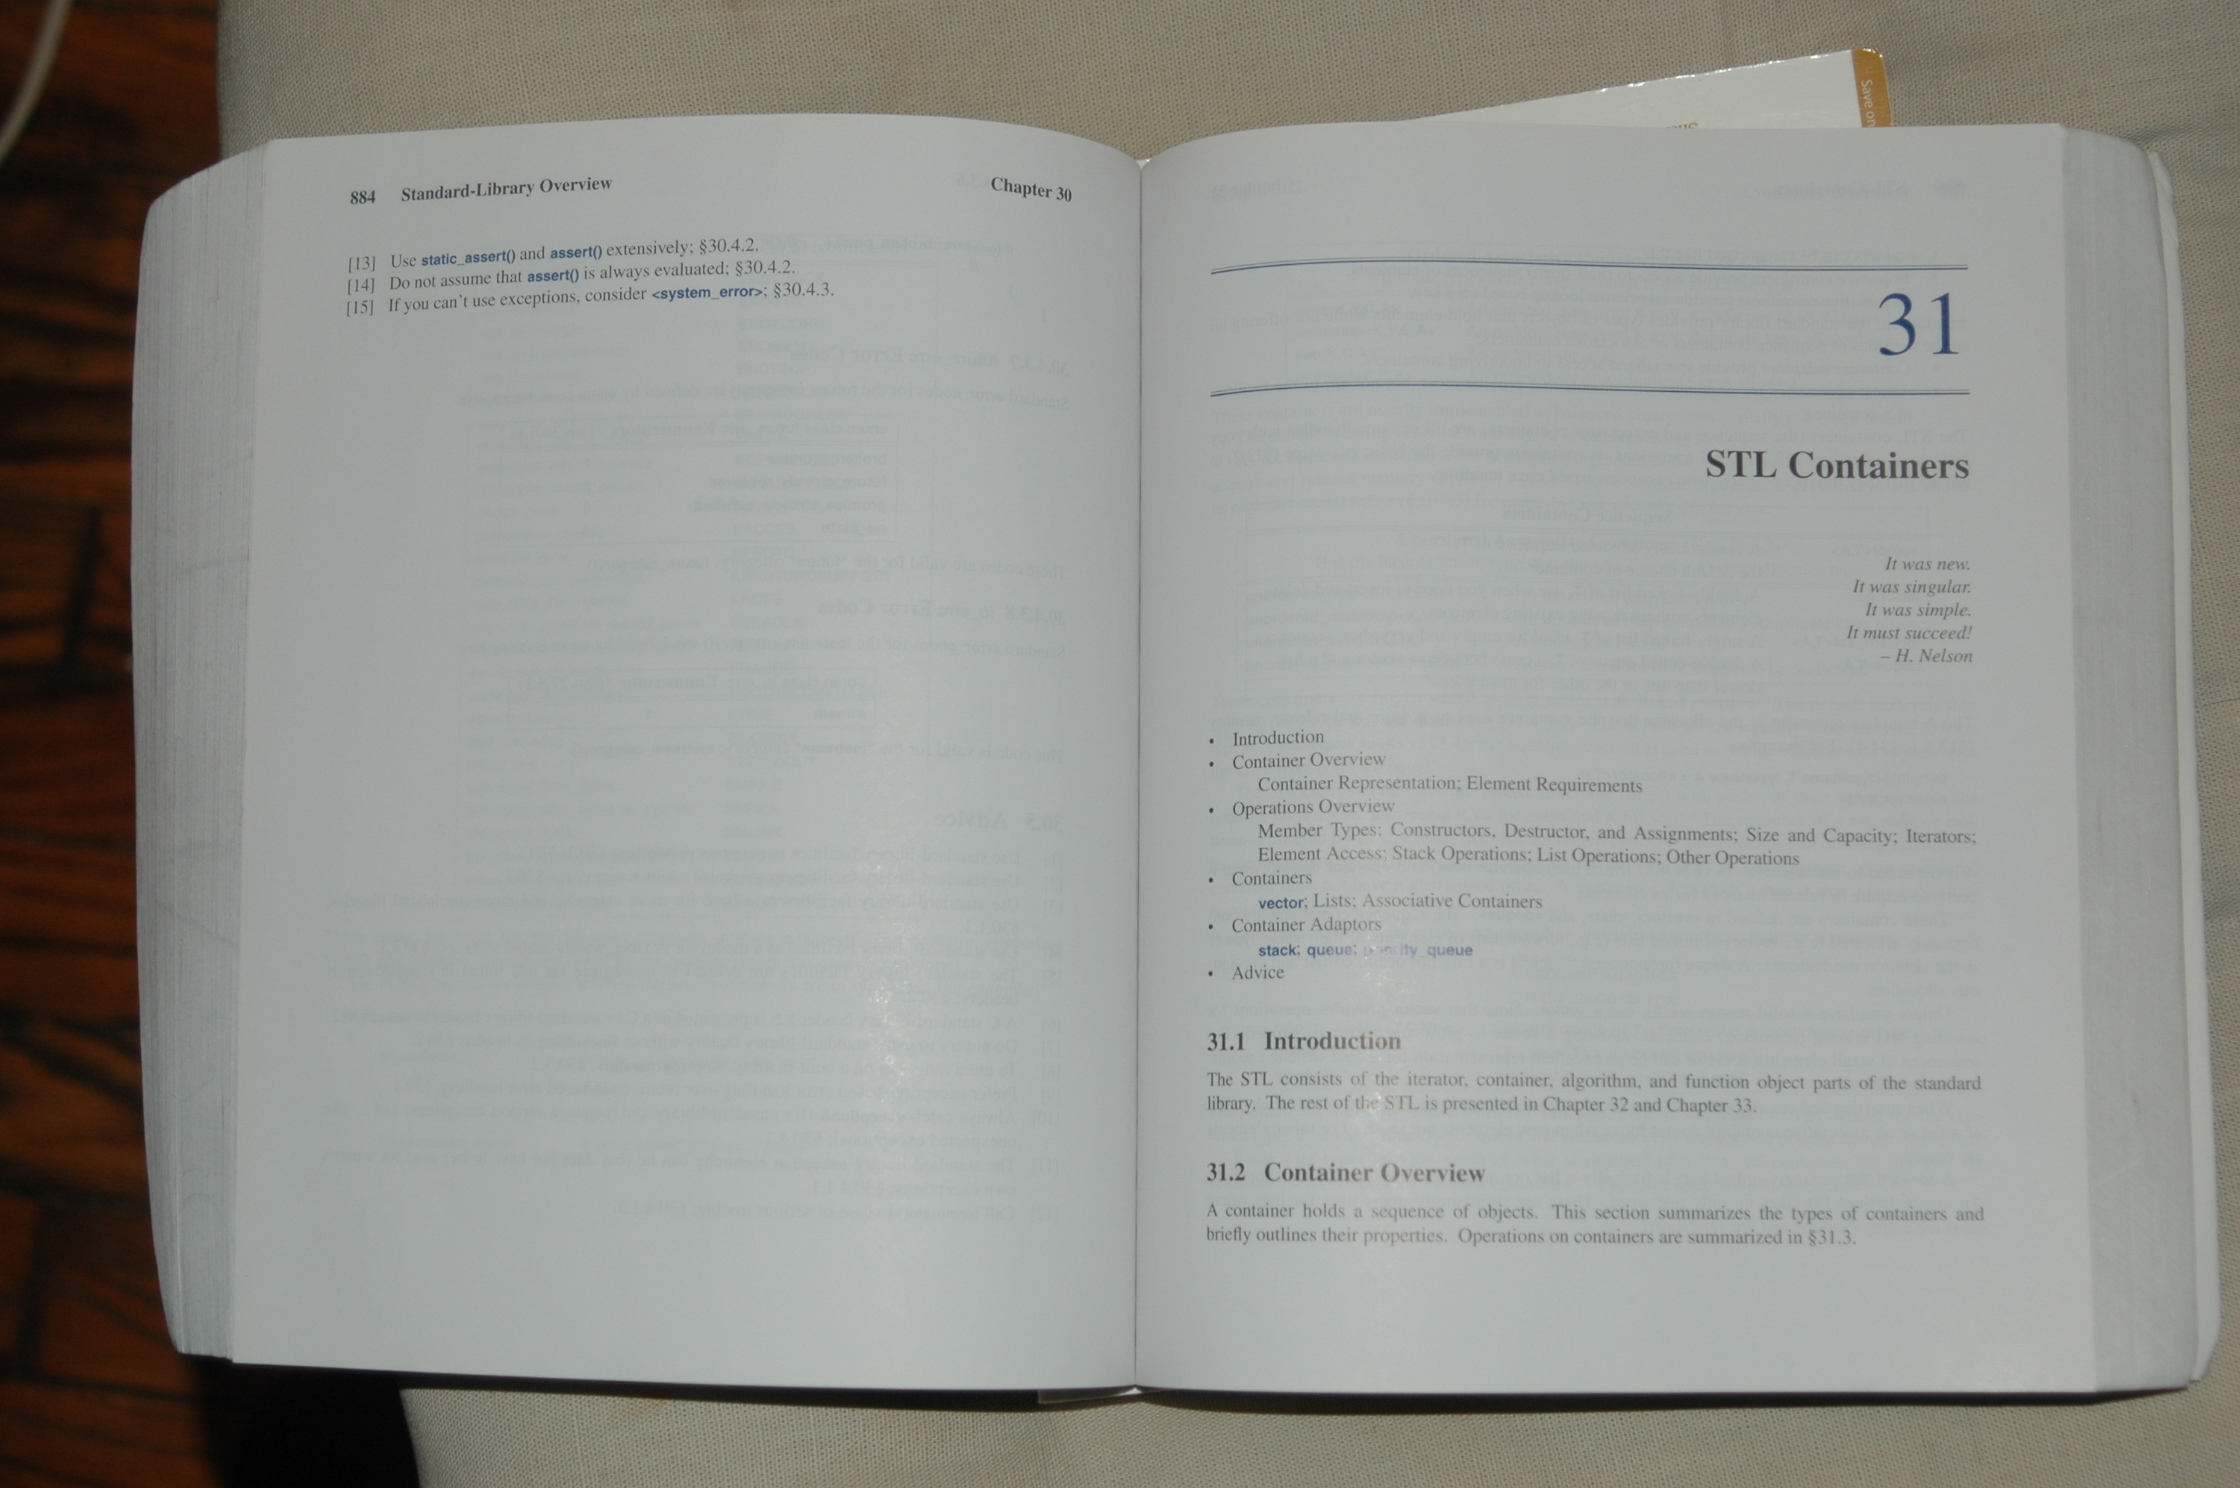 884 Standard-Library Overview Chapter 30
[13] Use static_assert() and assert() extensively; §30.4.2.
[14] Do not assume that assert() is always evaluated; §30.4.2.
[15] If you can't use exceptions, consider <system_error>; §30.4.3.
31
STL Containers
It was new.
It was singular.
It was simple.
It must succeed!
– H. Nelson
• Introduction
• Container Overview
Container Representation; Element Requirements
• Operations Overview
Member Types; Constructors, Destructor, and Assignments; Size and Capacity; Iterators;
Element Access; Stack Operations; List Operations; Other Operations
• Containers
vector; Lists; Associative Containers
• Container Adaptors
stack; queue; priority_queue
• Advice
31.1 Introduction
The STL consists of the iterator, container, algorithm, and function object parts of the standard
library. The rest of the STL is presented in Chapter 32 and Chapter 33.
31.2 Container Overview
A container holds a sequence of objects. This section summarizes the types of containers and
briefly outlines their properties. Operations on containers are summarized in §31.3.
Save on